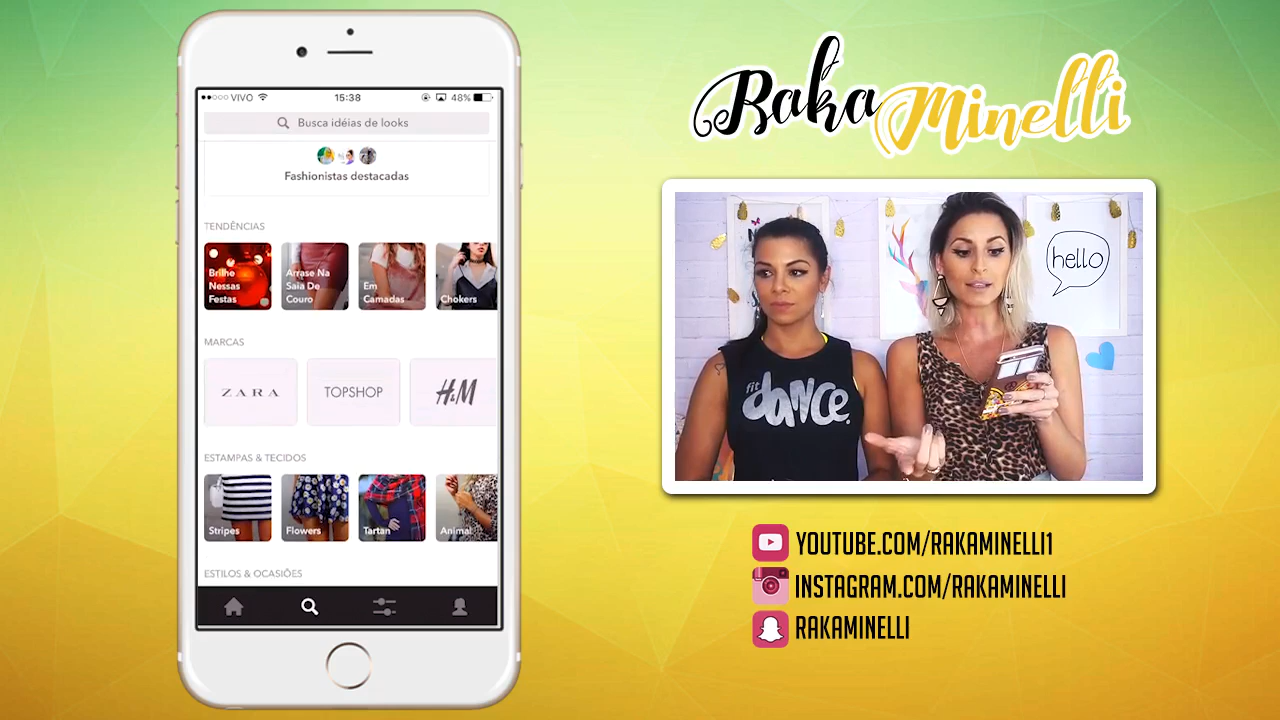 VIVO 15:38 48%
Busca idéias de looks
Fashionistas destacadas
TENDÊNCIAS
Brilhe
Nessas
Festas
Arrase Na
Saia De
Couro
Em
Camadas
Chokers
MARCAS
ZARA
TOPSHOP
H&M
ESTAMPAS & TECIDOS
Stripes
Flowers
Tartan
Animal
ESTILOS & OCASIÕES
Raka Minelli
hello
fit
dance
YOUTUBE.COM/RAKAMINELLI1
INSTAGRAM.COM/RAKAMINELLI
RAKAMINELLI